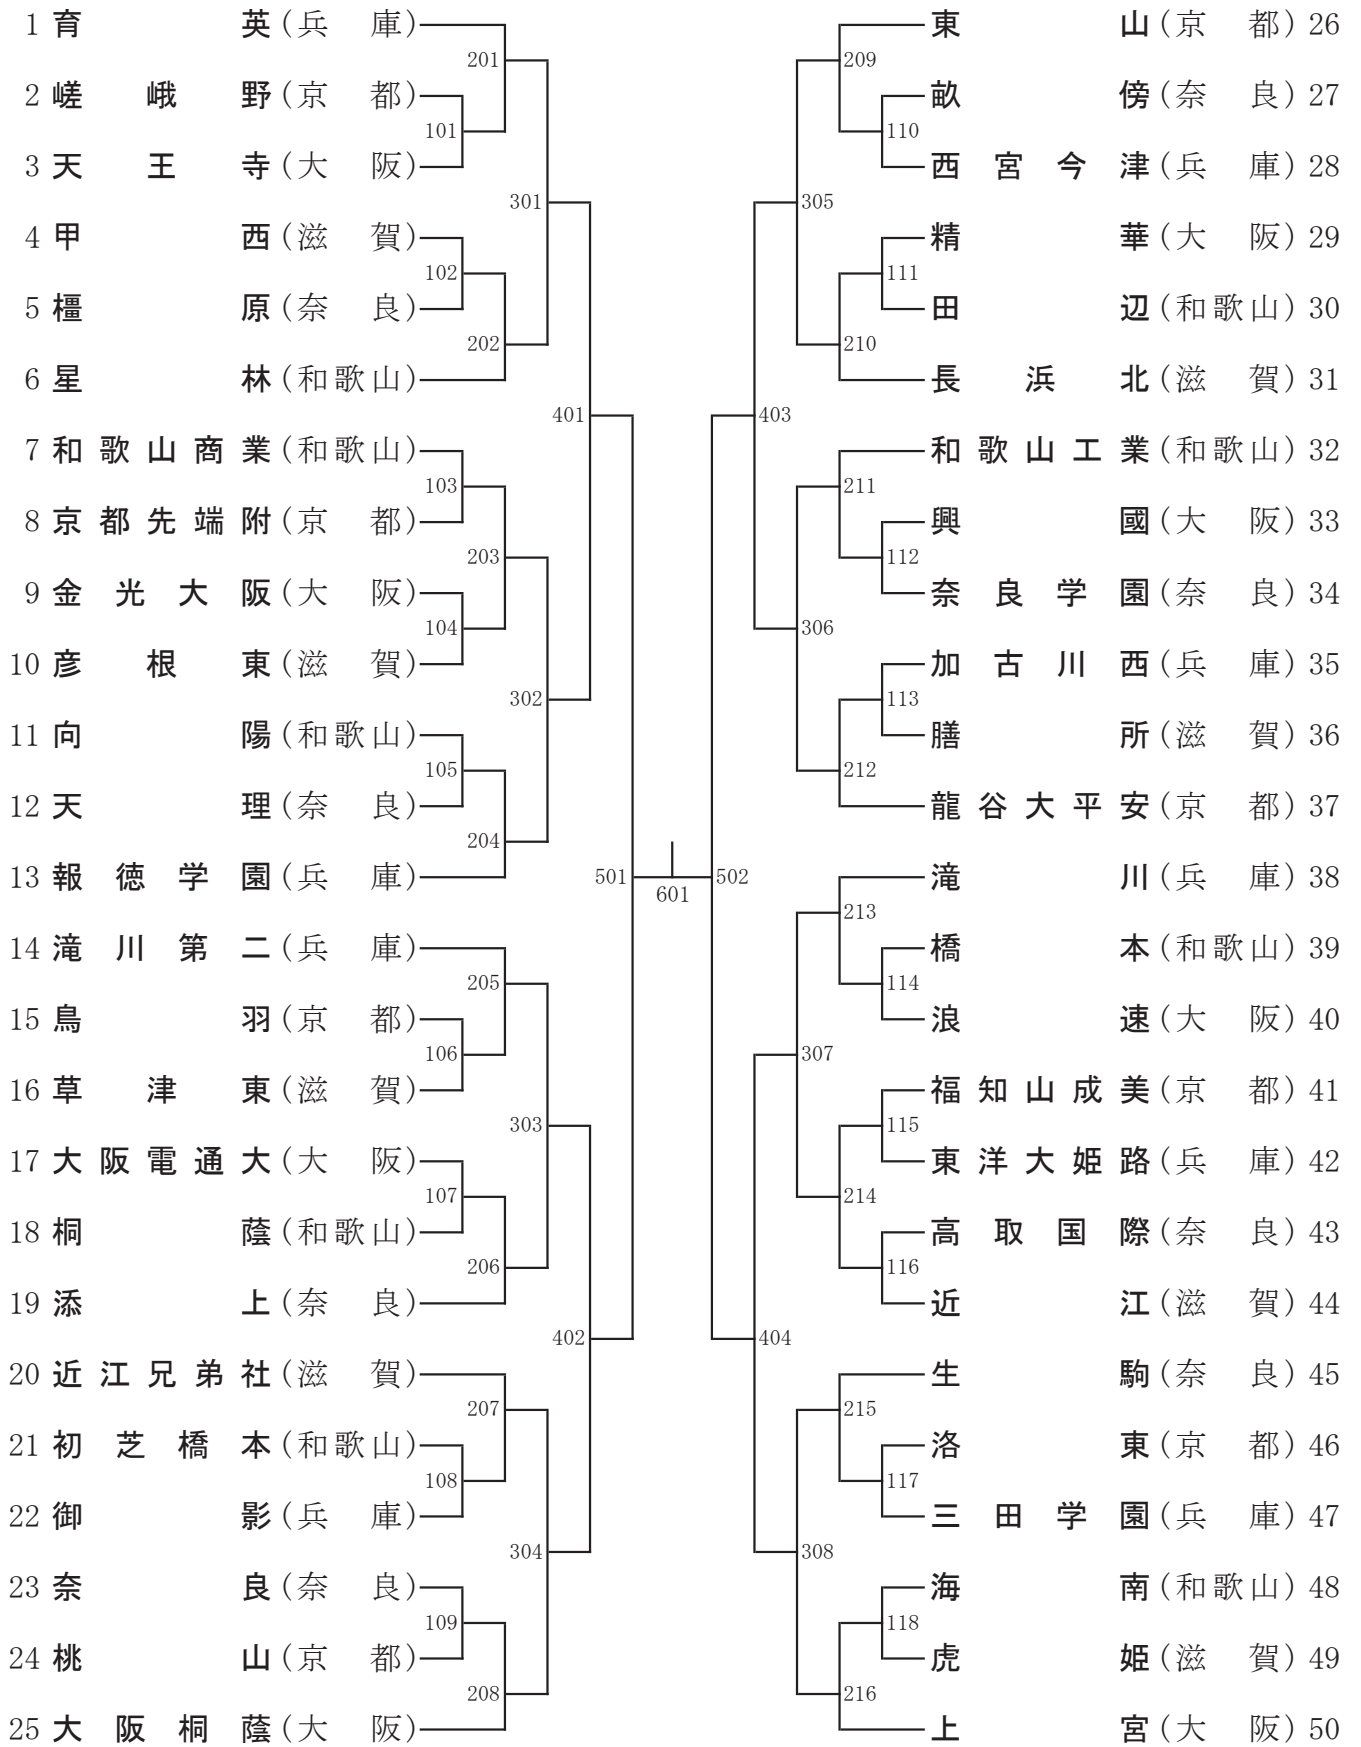 1 育英(兵庫)
201
2 嵯峨野(京都)
101
3 天王寺(大阪)
301
4 甲西(滋賀)
102
5 橿原(奈良)
202
6 星林(和歌山)
401
7 和歌山商業(和歌山)
103
8 京都先端附(京都)
203
9 金光大阪(大阪)
104
10 彦根東(滋賀)
302
11 向陽(和歌山)
105
12 天理(奈良)
204
13 報徳学園(兵庫)
501
601
14 滝川第二(兵庫)
205
15 鳥羽(京都)
106
16 草津東(滋賀)
303
17 大阪電通大(大阪)
107
18 桐蔭(和歌山)
206
19 添上(奈良)
402
20 近江兄弟社(滋賀)
207
21 初芝橋本(和歌山)
108
22 御影(兵庫)
304
23 奈良(奈良)
109
24 桃山(京都)
208
25 大阪桐蔭(大阪)
東山(京都) 26
209
畝傍(奈良) 27
110
西宮今津(兵庫) 28
305
精華(大阪) 29
111
田辺(和歌山) 30
210
長浜北(滋賀) 31
403
和歌山工業(和歌山) 32
211
興國(大阪) 33
112
奈良学園(奈良) 34
306
加古川西(兵庫) 35
113
膳所(滋賀) 36
212
龍谷大平安(京都) 37
502
滝川(兵庫) 38
213
橋本(和歌山) 39
114
浪速(大阪) 40
307
福知山成美(京都) 41
115
東洋大姫路(兵庫) 42
214
高取国際(奈良) 43
116
近江(滋賀) 44
404
生駒(奈良) 45
215
洛東(京都) 46
117
三田学園(兵庫) 47
308
海南(和歌山) 48
118
虎姫(滋賀) 49
216
上宮(大阪) 50